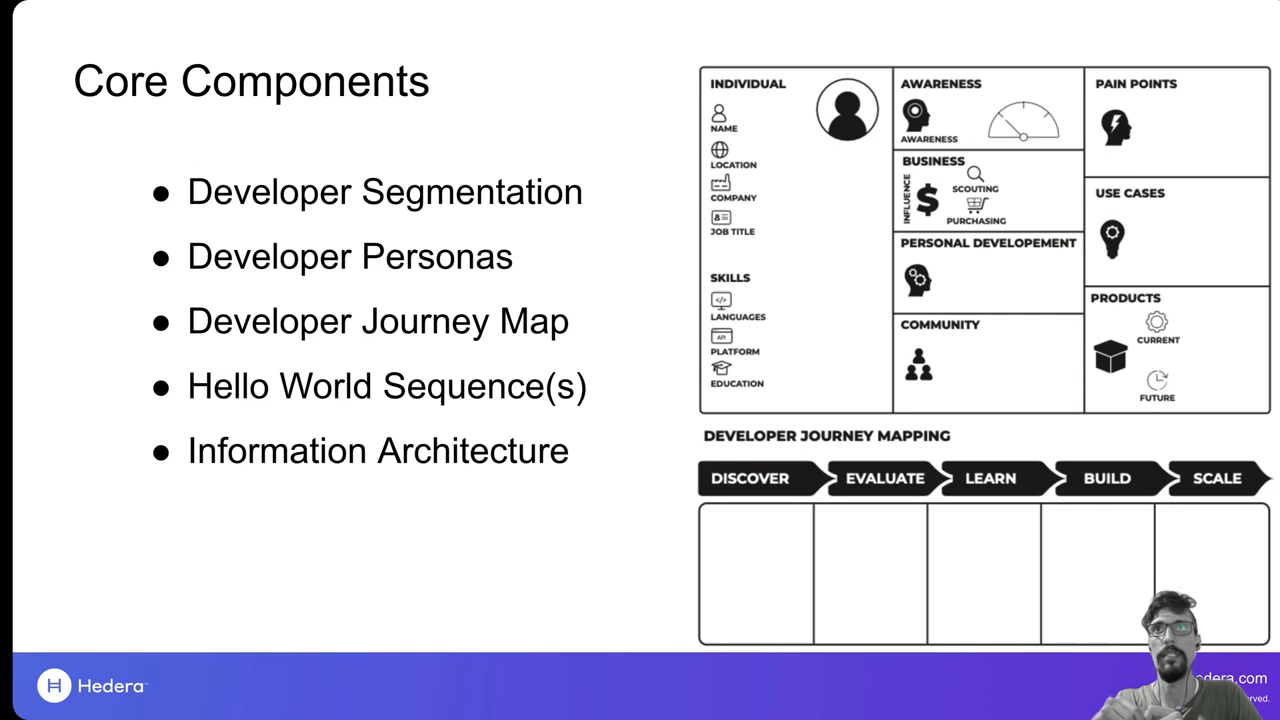 Core Components
● Developer Segmentation
● Developer Personas
● Developer Journey Map
● Hello World Sequence(s)
● Information Architecture
INDIVIDUAL
NAME
LOCATION
COMPANY
JOB TITLE
SKILLS
</>
LANGUAGES
API
PLATFORM
EDUCATION
AWARENESS
AWARENESS
BUSINESS
INFLUENCE
$
SCOUTING
PURCHASING
PERSONAL DEVELOPEMENT
COMMUNITY
PAIN POINTS
USE CASES
PRODUCTS
CURRENT
FUTURE
DEVELOPER JOURNEY MAPPING
DISCOVER
EVALUATE
LEARN
BUILD
SCALE
H Hedera
edera.com